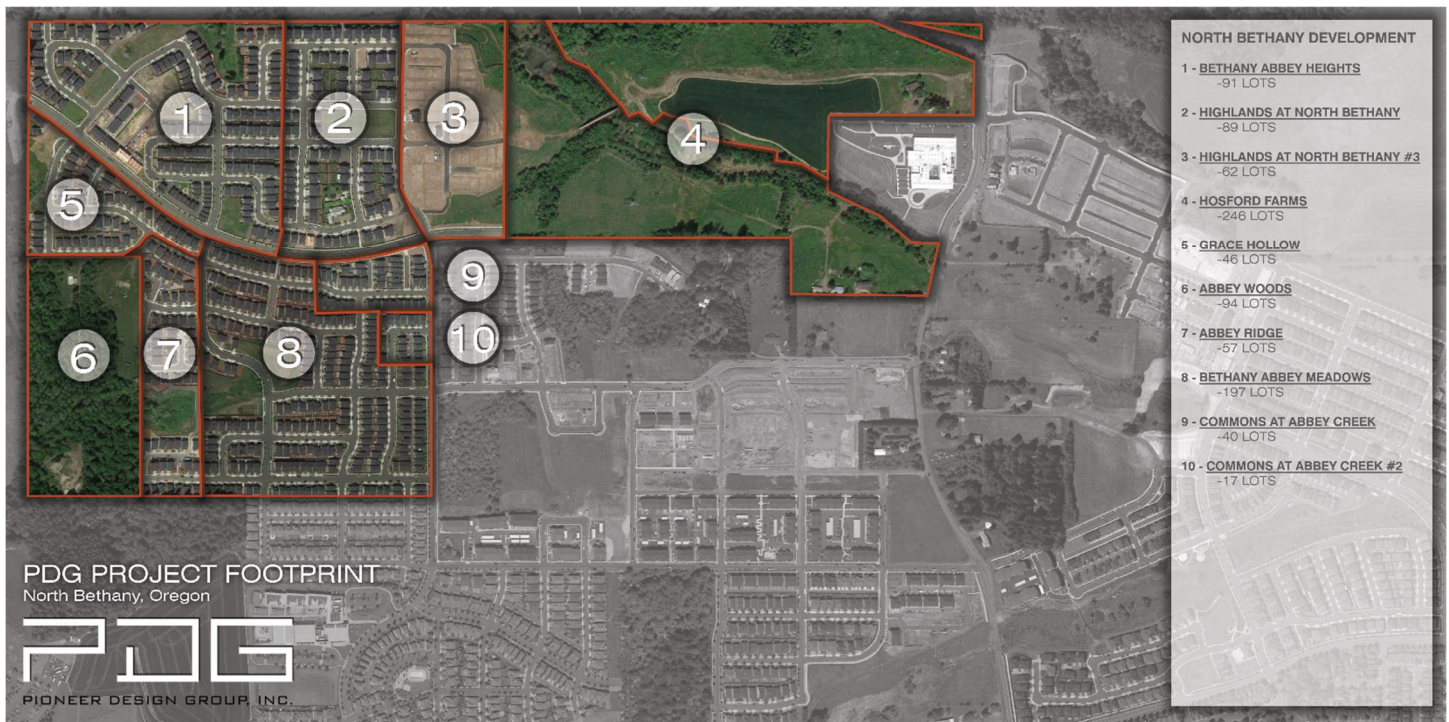 1
2
3
4
5
6
7
8
9
10
PDG PROJECT FOOTPRINT
North Bethany, Oregon
PDG
PIONEER DESIGN GROUP, INC.
NORTH BETHANY DEVELOPMENT
1 - BETHANY ABBEY HEIGHTS
-91 LOTS
2 - HIGHLANDS AT NORTH BETHANY
-89 LOTS
3 - HIGHLANDS AT NORTH BETHANY #3
-62 LOTS
4 - HOSFORD FARMS
-246 LOTS
5 - GRACE HOLLOW
-46 LOTS
6 - ABBEY WOODS
-94 LOTS
7 - ABBEY RIDGE
-57 LOTS
8 - BETHANY ABBEY MEADOWS
-197 LOTS
9 - COMMONS AT ABBEY CREEK
-40 LOTS
10 - COMMONS AT ABBEY CREEK #2
-17 LOTS